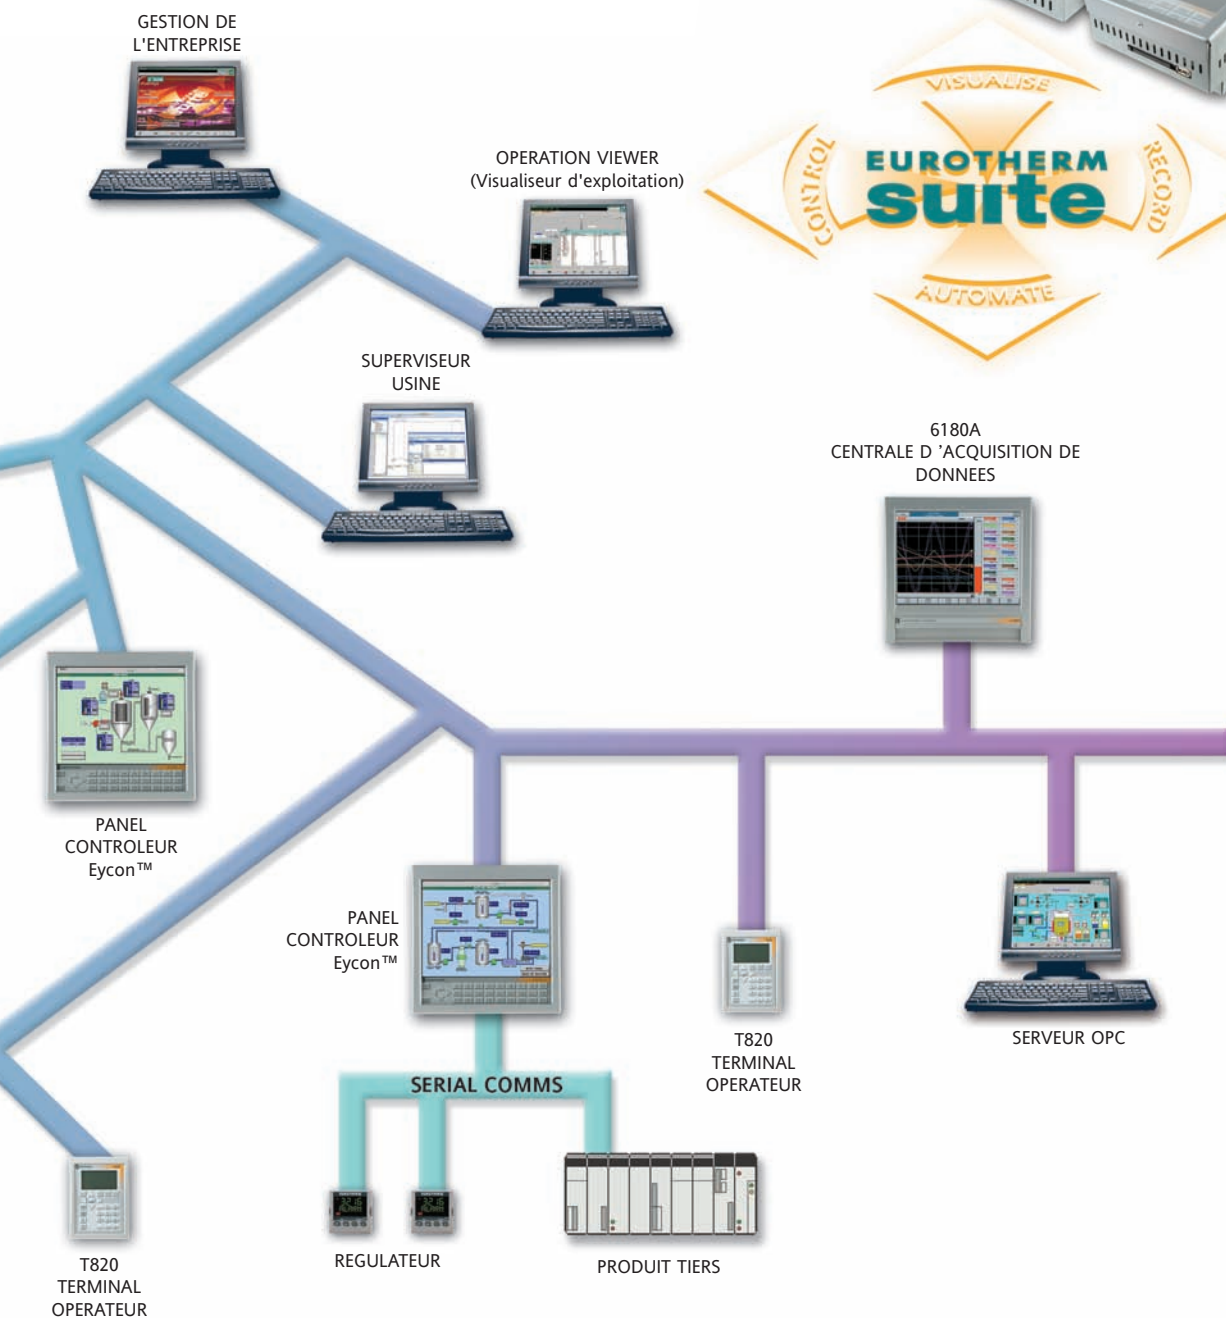 GESTION DE
L'ENTREPRISE
OPERATION VIEWER
(Visualiseur d'exploitation)
VISUALISE
CONTROL
EUROTHERM
suite
RECORD
AUTOMATE
SUPERVISEUR
USINE
6180A
CENTRALE D 'ACQUISITION DE
DONNEES
PANEL
CONTROLEUR
Eycon™
PANEL
CONTROLEUR
Eycon™
T820
TERMINAL
OPERATEUR
SERVEUR OPC
SERIAL COMMS
REGULATEUR
PRODUIT TIERS
T820
TERMINAL
OPERATEUR